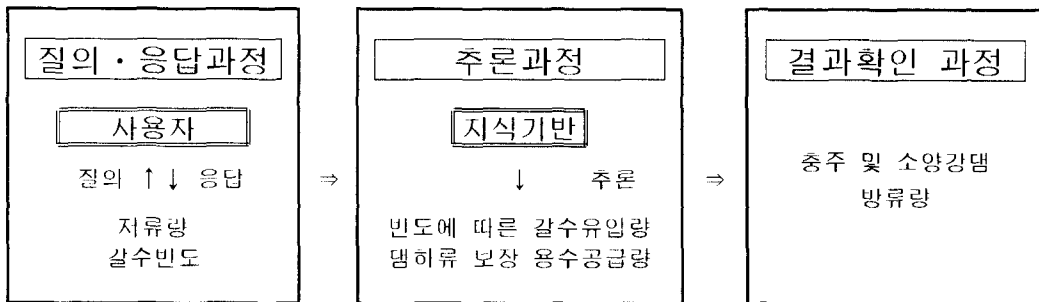 질의 · 응답과정
사용자
질의 ↑↓ 응답
저류량
갈수빈도
⇒
추론과정
지식기반
↓ 추론
빈도에 따른 갈수유입량
댐하류 보장 용수공급량
⇒
결과확인 과정
충주 및 소양강댐
방류량